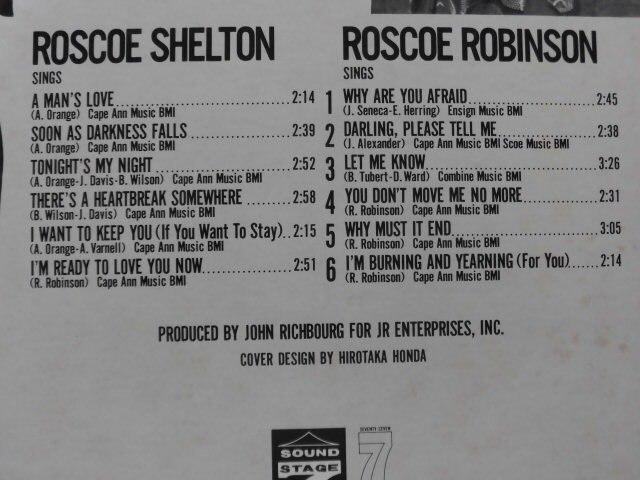 ROSCOE SHELTON
SINGS
A MAN'S LOVE..............................2:14
(A. Orange) Cape Ann Music BMI
SOON AS DARKNESS FALLS..................2:39
(A. Orange) Cape Ann Music BMI
TONIGHT'S MY NIGHT.......................2:52
(A. Orange-J. Davis-B. Wilson) Cape Ann Music BMI
THERE'S A HEARTBREAK SOMEWHERE........2:58
(B. Wilson-J. Davis) Cape Ann Music BMI
I WANT TO KEEP YOU (If You Want To Stay)..2:15
(A. Orange-A. Varnell) Cape Ann Music BMI
I'M READY TO LOVE YOU NOW..............2:51
(R. Robinson) Cape Ann Music BMI
ROSCOE ROBINSON
SINGS
1 WHY ARE YOU AFRAID......................2:45
(J. Seneca-E. Herring) Ensign Music BMI
2 DARLING, PLEASE TELL ME.................2:38
(J. Alexander) Cape Ann Music BMI Scoe Music BMI
3 LET ME KNOW.............................3:26
(B. Tubert-D. Ward) Combine Music BMI
4 YOU DON'T MOVE ME NO MORE............2:31
(R. Robinson) Cape Ann Music BMI
5 WHY MUST IT END.........................3:05
(R. Robinson) Cape Ann Music BMI
6 I'M BURNING AND YEARNING (For You)......2:14
(R. Robinson) Cape Ann Music BMI
PRODUCED BY JOHN RICHBOURG FOR JR ENTERPRISES, INC.
COVER DESIGN BY HIROTAKA HONDA
SOUND
STAGE
7
SEVENTY SEVEN
7